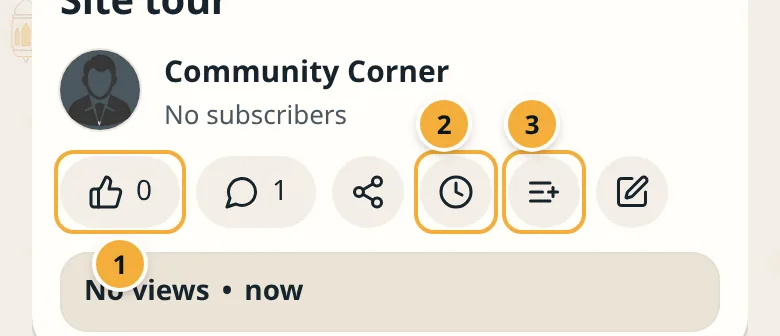 Site tour
Community Corner
No subscribers
2
3
0
1
1
No views • now